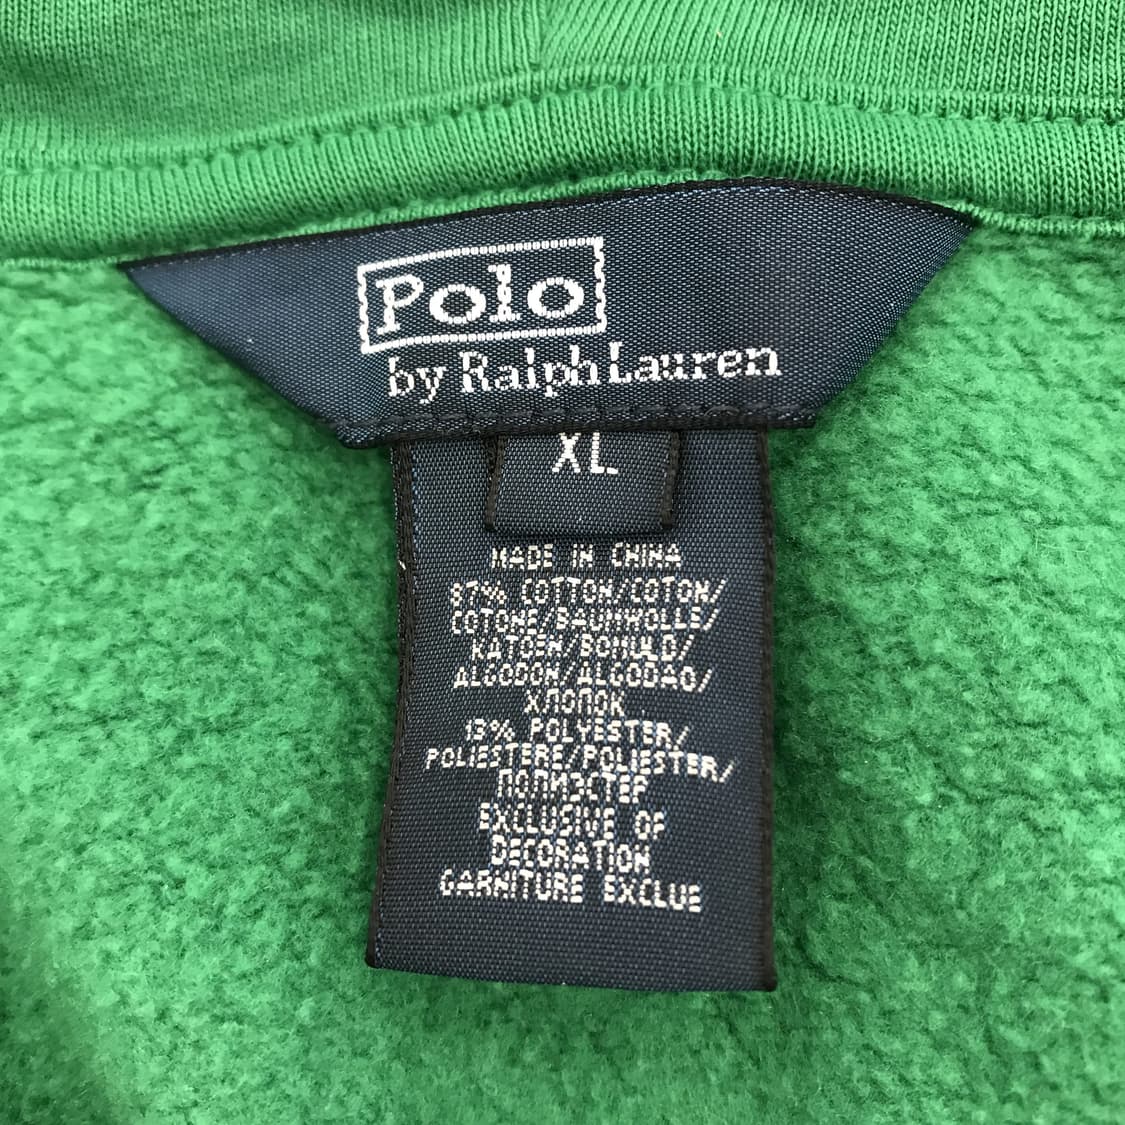 Polo
by Ralph Lauren
XL
MADE IN CHINA
87% COTTON/COTON/
COTONE/BAUMWOLLE/
KATOEN/BOMULD/
ALGODON/ALGODAO/
ХЛОПОК
13% POLYESTER/
POLIESTERE/POLIESTER/
ПОЛИЭСТЕР
EXCLUSIVE OF
DECORATION
GARNITURE EXCLUE